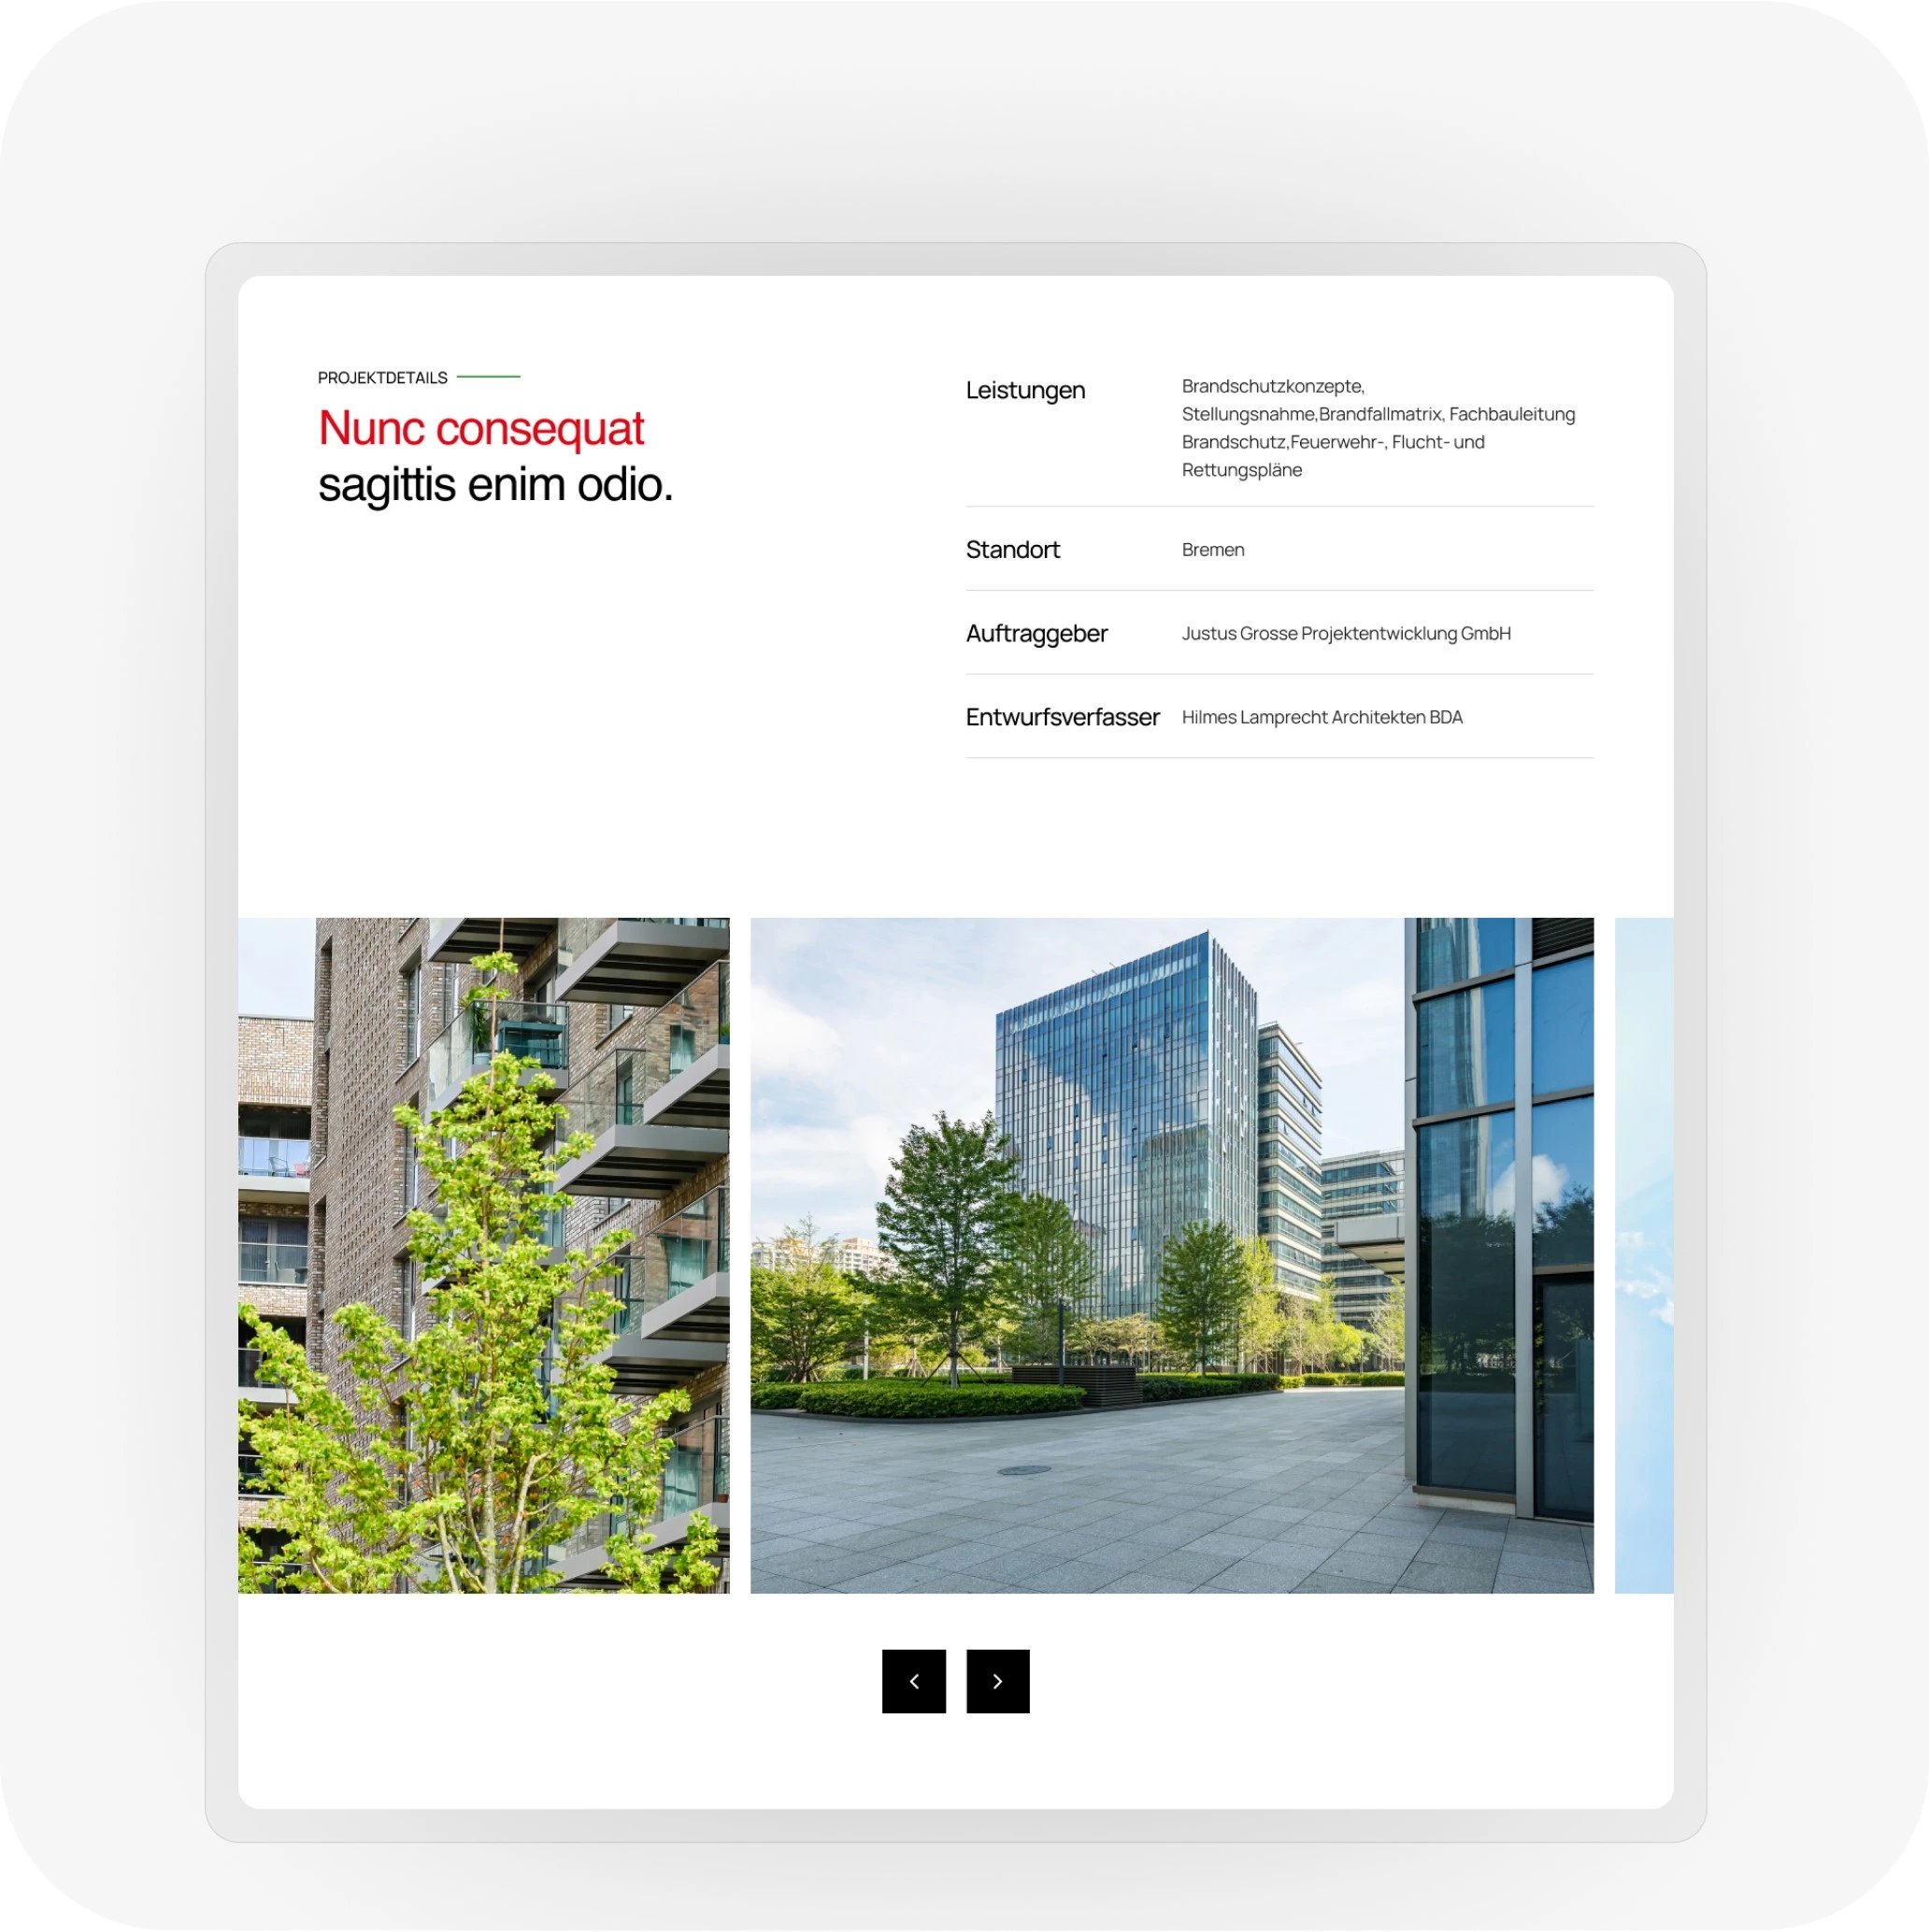 PROJEKTDETAILS
Nunc consequat
sagittis enim odio.
Leistungen
Brandschutzkonzepte,
Stellungsnahme,Brandfallmatrix, Fachbauleitung
Brandschutz,Feuerwehr-, Flucht- und
Rettungspläne
Standort
Bremen
Auftraggeber
Justus Grosse Projektentwicklung GmbH
Entwurfsverfasser
Hilmes Lamprecht Architekten BDA